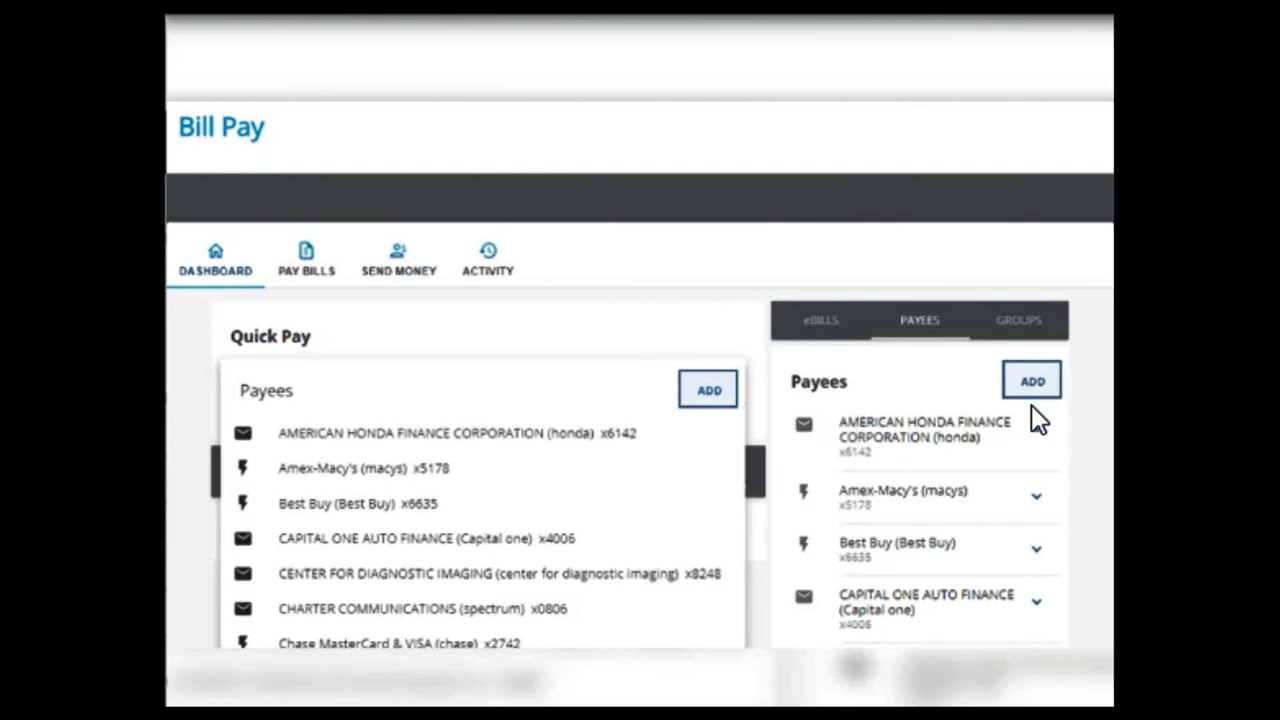 Bill Pay
DASHBOARD
PAY BILLS
SEND MONEY
ACTIVITY
Quick Pay
Payees
ADD
AMERICAN HONDA FINANCE CORPORATION (honda) x6142
Amex-Macy's (macys) x5178
Best Buy (Best Buy) x6635
CAPITAL ONE AUTO FINANCE (Capital one) x4006
CENTER FOR DIAGNOSTIC IMAGING (center for diagnostic imaging) x8248
CHARTER COMMUNICATIONS (spectrum) x0806
Chase MasterCard & VISA (chase) x2742
eBILLS
PAYEES
GROUPS
Payees
ADD
AMERICAN HONDA FINANCE
CORPORATION (honda)
x6142
Amex-Macy's (macys)
x5178
Best Buy (Best Buy)
x6635
CAPITAL ONE AUTO FINANCE
(Capital one)
x4006